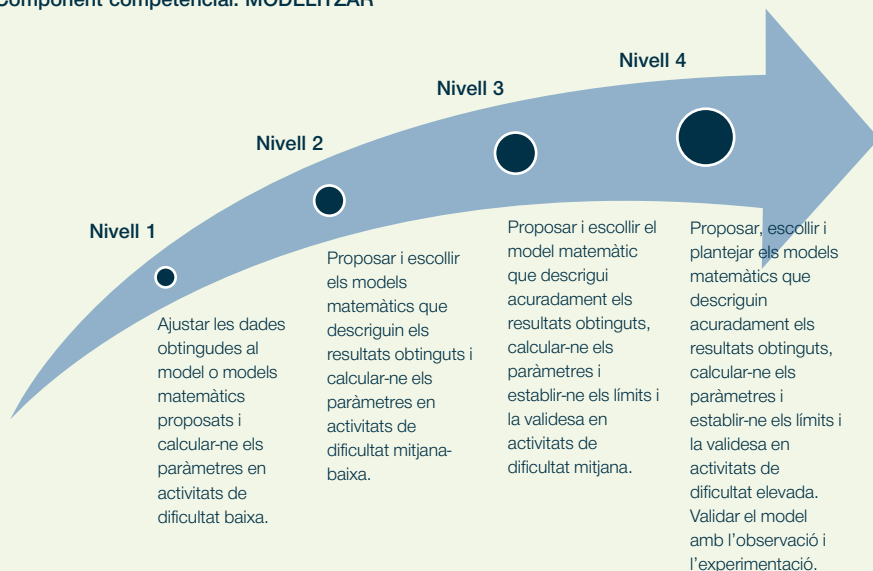 Component competencial: MODELITZAR
Nivell 1
Ajustar les dades
obtingudes al
model o models
matemàtics
proposats i
calcular-ne els
paràmetres en
activitats de
dificultat baixa.
Nivell 2
Proposar i escollir
els models
matemàtics que
descriguin els
resultats obtinguts i
calcular-ne els
paràmetres en
activitats de
dificultat mitjana-
baixa.
Nivell 3
Proposar i escollir el
model matemàtic
que descrigui
acuradament els
resultats obtinguts,
calcular-ne els
paràmetres i
establir-ne els límits i
la validesa en
activitats de
dificultat mitjana.
Nivell 4
Proposar, escollir i
plantejar els models
matemàtics que
descriguin
acuradament els
resultats obtinguts,
calcular-ne els
paràmetres i
establir-ne els límits i
la validesa en
activitats de
dificultat elevada.
Validar el model
amb l’observació i
l’experimentació.